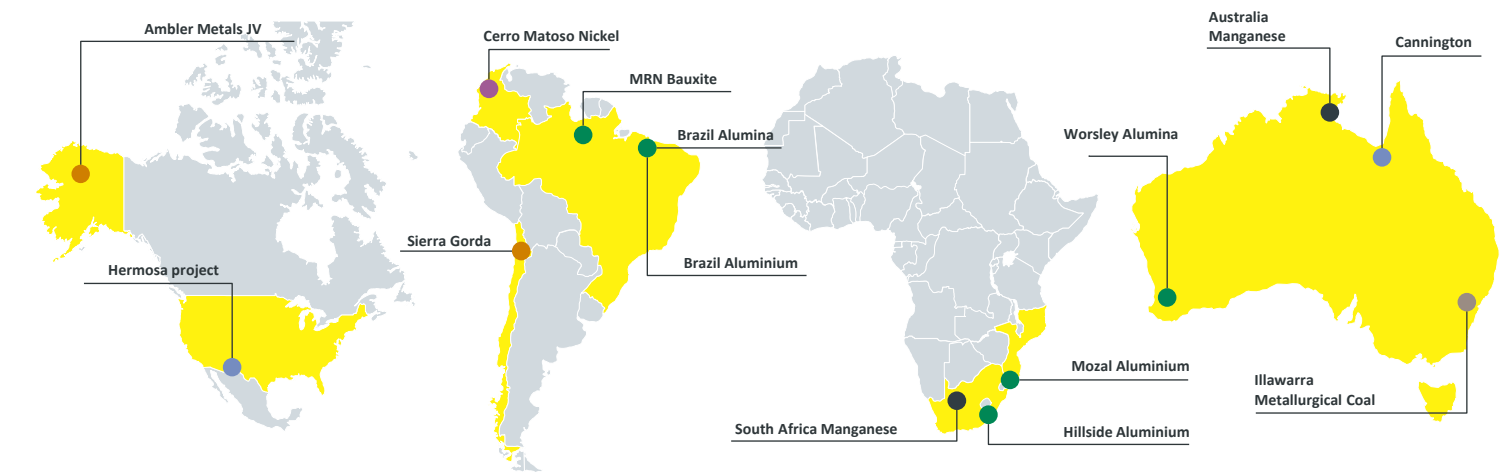 Ambler Metals JV
Hermosa project
Cerro Matoso Nickel
MRN Bauxite
Brazil Alumina
Sierra Gorda
Brazil Aluminium
Mozal Aluminium
South Africa Manganese
Hillside Aluminium
Australia
Manganese
Cannington
Worsley Alumina
Illawarra
Metallurgical Coal